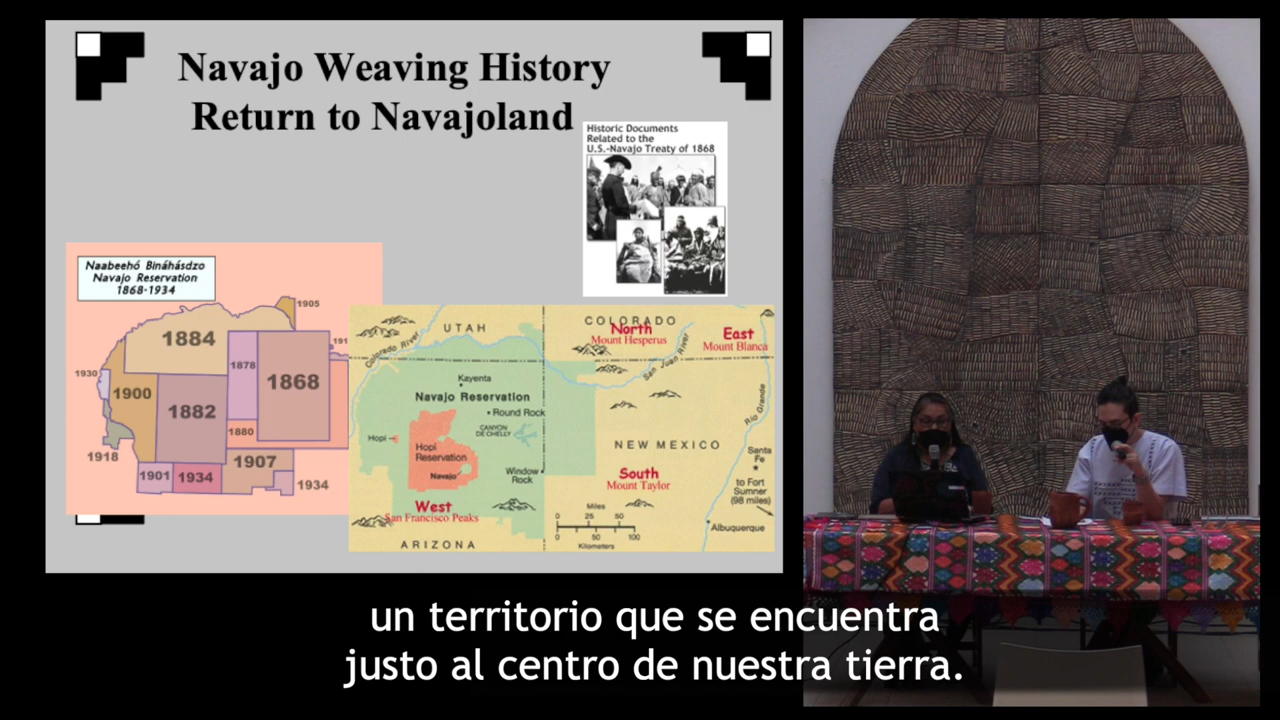 Navajo Weaving History
Return to Navajoland
Historic Documents
Related to the
U.S.-Navajo Treaty of 1868
Naabeehó Bináhásdzo
Navajo Reservation
1868-1934
1905
1884
191
1878
1868
1930
1900
1882
1880
1918
1907
1901
1934
1934
UTAH
COLORADO
North
Mount Hesperus
East
Mount Blanca
Colorado River
San Juan River
Kayenta
Navajo Reservation
Round Rock
CANYON
DE CHELLY
Rio Grande
Hopi
Hopi
Reservation
Navajo
NEW MEXICO
Window
Rock
South
Mount Taylor
Santa
Fe
to Fort
Sumner
(98 miles)
West
San Francisco Peaks
Miles
0 25 50
0 50 100
Kilometers
Albuquerque
ARIZONA
un territorio que se encuentra
justo al centro de nuestra tierra.